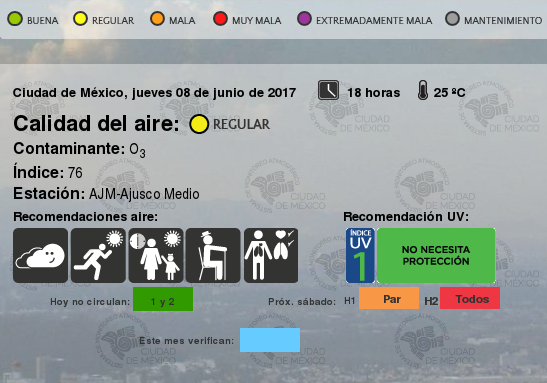 BUENA REGULAR MALA MUY MALA EXTREMADAMENTE MALA MANTENIMIENTO
Ciudad de México, jueves 08 de junio de 2017 18 horas 25 ºC
Calidad del aire: REGULAR
Contaminante: O3
Índice: 76
Estación: AJM-Ajusco Medio
Recomendaciones aire: Recomendación UV:
ÍNDICE UV 1 NO NECESITA PROTECCIÓN
Hoy no circulan: 1 y 2 Próx. sábado: H1 Par H2 Todos
Este mes verifican: